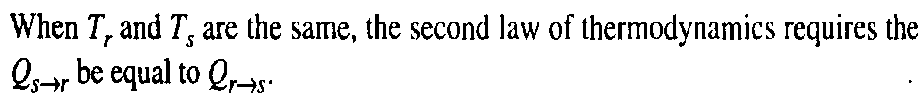 When T_r and T_s are the same, the second law of thermodynamics requires the
Q_{s→r} be equal to Q_{r→s}.